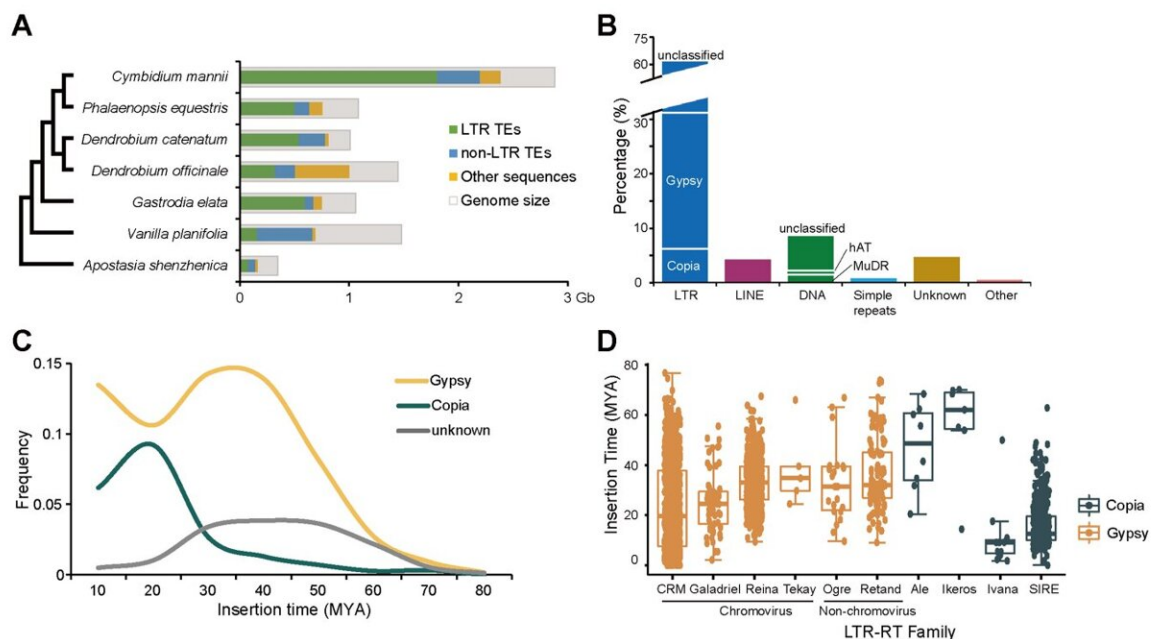 A
Cymbidium mannii
Phalaenopsis equestris
Dendrobium catenatum
Dendrobium officinale
Gastrodia elata
Vanilla planifolia
Apostasia shenzhenica
LTR TEs
non-LTR TEs
Other sequences
Genome size
0 1 2 3 Gb
B
Percentage (%)
75
60
30
20
10
0
unclassified
Gypsy
Copia
unclassified
hAT
MuDR
LTR LINE DNA Simple repeats Unknown Other
C
Frequency
0.15
0.1
0.05
0
Gypsy
Copia
unknown
10 20 30 40 50 60 70 80
Insertion time (MYA)
D
Insertion Time (MYA)
80
60
40
20
0
CRM Galadriel Reina Tekay Ogre Retand Ale Ikeros Ivana SIRE
Chromovirus Non-chromovirus
LTR-RT Family
Copia
Gypsy